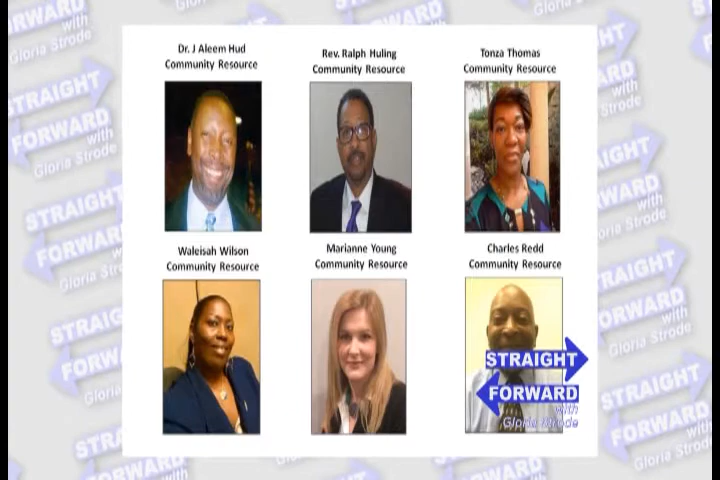 Dr. J Aleem Hud
Community Resource
Rev. Ralph Huling
Community Resource
Tonza Thomas
Community Resource
Waleisah Wilson
Community Resource
Marianne Young
Community Resource
Charles Redd
Community Resource
STRAIGHT
FORWARD
with
Gloria Strode